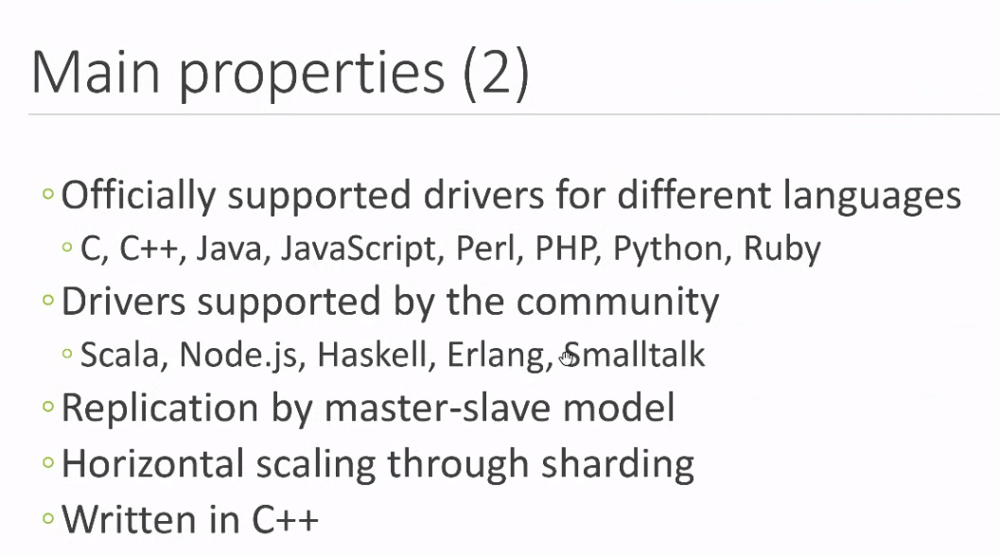 Main properties (2)
Officially supported drivers for different languages
C, C++, Java, JavaScript, Perl, PHP, Python, Ruby
Drivers supported by the community
Scala, Node.js, Haskell, Erlang, Smalltalk
Replication by master-slave model
Horizontal scaling through sharding
Written in C++